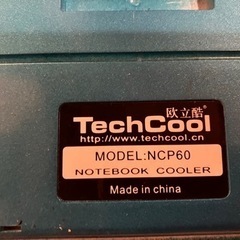 欧立酷®
TechCool
http://www.techcool.cn
MODEL:NCP60
NOTEBOOK COOLER
Made in china